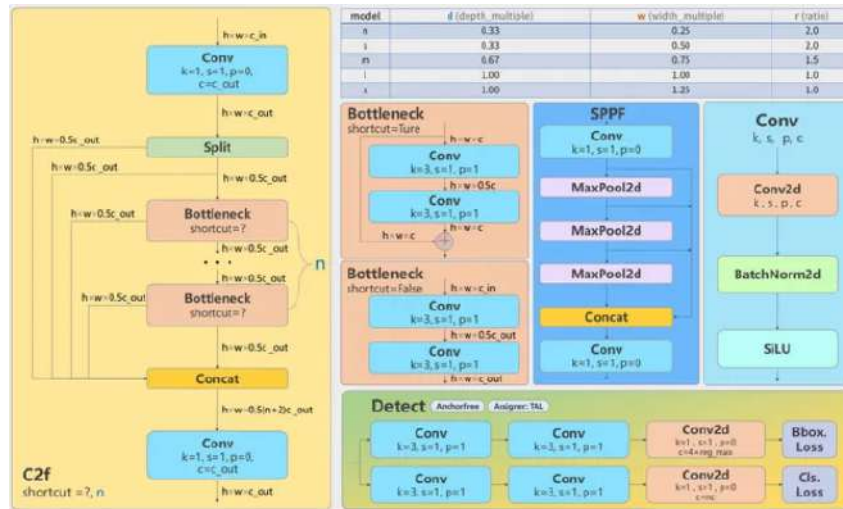 h×w×c_in
Conv
k=1, s=1, p=0,
c=c_out
h×w×c_out
h×w×0.5c_out
Split
h×w×0.5c_out
h×w×0.5c_out
h×w×0.5c_out
Bottleneck
shortcut=?
h×w×0.5c_out
...
n
h×w×0.5c_out
h×w×0.5c_out
Bottleneck
shortcut=?
h×w×0.5c_out
h×w×0.5c_out
Concat
h×w×0.5(n+2)c_out
Conv
k=1, s=1, p=0,
c=c_out
h×w×c_out
C2f
shortcut =?, n
model d (depth_multiple) w (width_multiple) r (ratio)
n 0.33 0.25 2.0
s 0.33 0.50 2.0
m 0.67 0.75 1.5
l 1.00 1.00 1.0
x 1.00 1.25 1.0
Bottleneck
shortcut=Ture
h×w×c
Conv
k=3, s=1, p=1
h×w×0.5c
Conv
k=3, s=1, p=1
h×w×c
h×w×c
+
Bottleneck
shortcut=False
h×w×c_in
Conv
k=3, s=1, p=1
h×w×0.5c_out
Conv
k=3, s=1, p=1
h×w×c_out
SPPF
Conv
k=1, s=1, p=0
MaxPool2d
MaxPool2d
MaxPool2d
Concat
Conv
k=1, s=1, p=0
Conv
k, s, p, c
Conv2d
k, s, p, c
BatchNorm2d
SiLU
Detect Anchorfree Assigner: TAL
Conv
k=3, s=1, p=1
Conv
k=3, s=1, p=1
Conv2d
k=1, s=1, p=0
c=4×reg_max
Bbox.
Loss
Conv
k=3, s=1, p=1
Conv
k=3, s=1, p=1
Conv2d
k=1, s=1, p=0
c=nc
Cls.
Loss